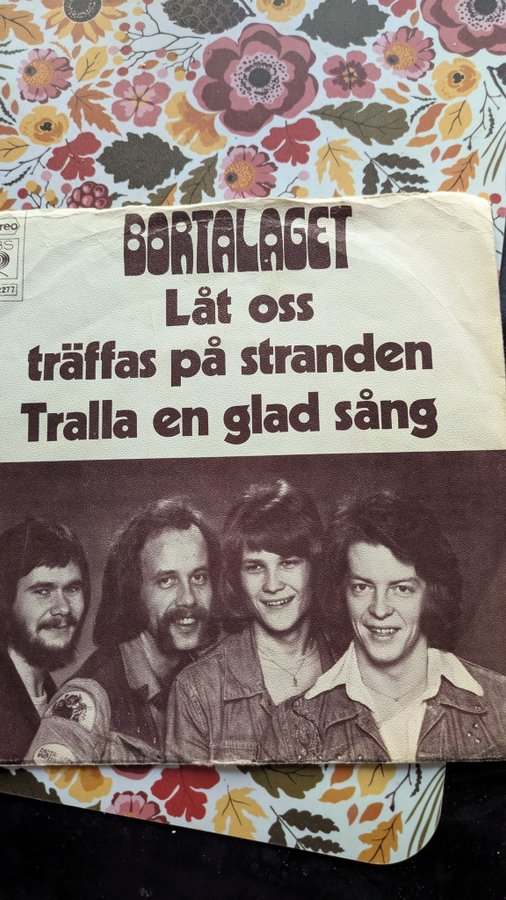 BORTALAGET
Låt oss
träffas på stranden
Tralla en glad sång